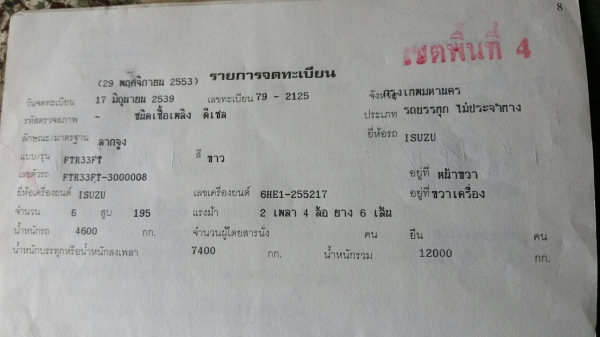 8
เขตพื้นที่ 4
(29 พฤศจิกายน 2553) รายการจดทะเบียน
วันจดทะเบียน 17 มิถุนายน 2539 เลขทะเบียน 79 - 2125 จังหวัด กรุงเทพมหานคร
รหัสตรวจสภาพ - ชนิดเชื้อเพลิง ดีเซล ประเภท รถบรรทุก ไม่ประจำทาง
ลักษณะ/มาตรฐาน ลากจูง ยี่ห้อรถ ISUZU
แบบ/รุ่น FTR33FT สี ขาว
เลขตัวรถ FTR33FT-3000008 อยู่ที่ หน้าขวา
ยี่ห้อเครื่องยนต์ ISUZU เลขเครื่องยนต์ 6HE1-255217 อยู่ที่ ขวาเครื่อง
จำนวน 6 สูบ 195 แรงม้า 2 เพลา 4 ล้อ ยาง 6 เส้น
น้ำหนักรถ 4600 กก. จำนวนผู้โดยสารนั่ง คน ยืน คน
น้ำหนักบรรทุกหรือน้ำหนักลงเพลา 7400 กก. น้ำหนักรวม 12000 กก.